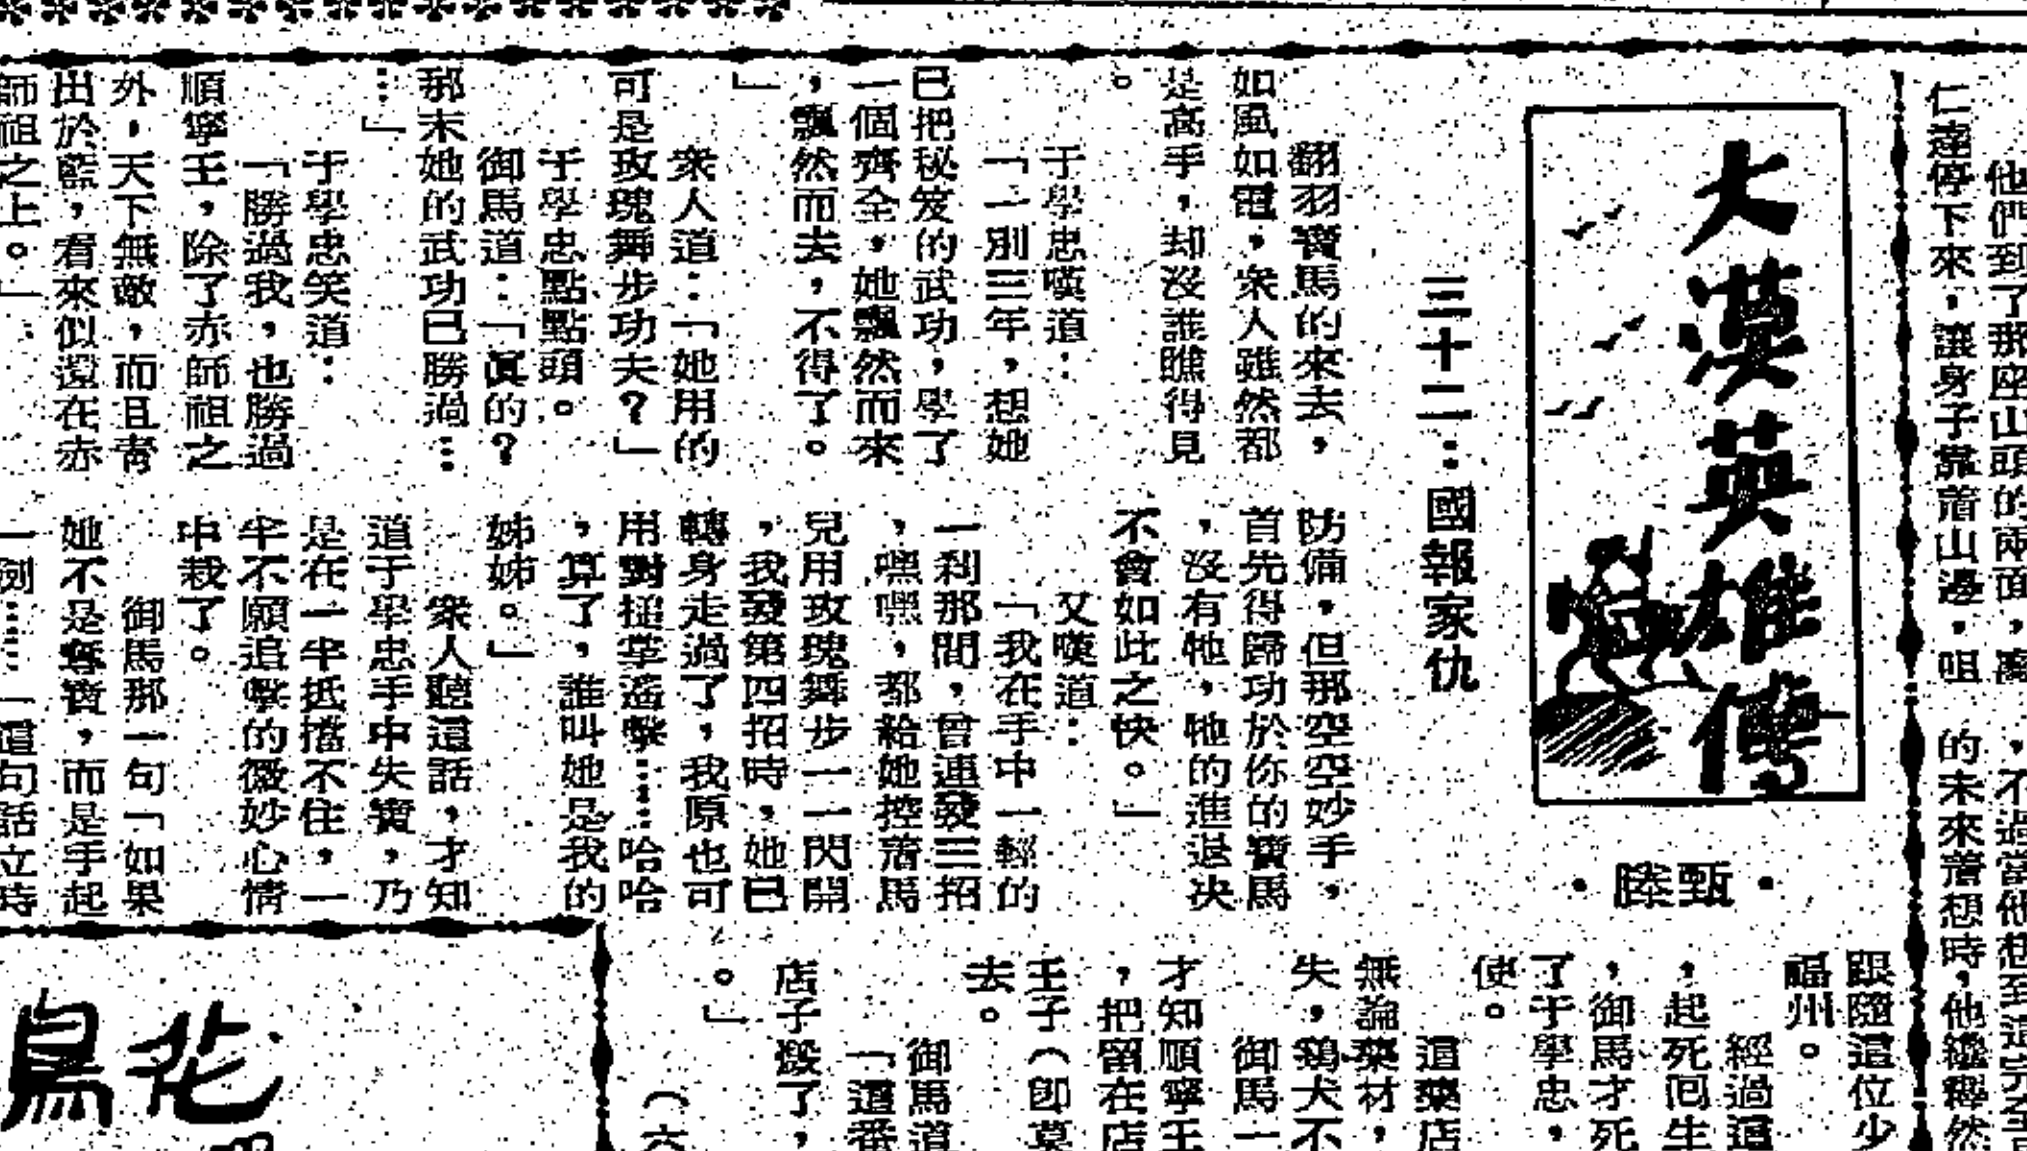 他們到了那座山頭的兩面，
仁達停下來，讓身子靠着山邊，咀
，不過當他想到這
的未來着想時，他纔釋然
大漠英雄傳
·甄䏾·
三十二：國報家仇
翻羽寶馬的來去，
如風如電，衆人雖然都
是高手，却沒誰瞧得見
。
于學忠嘆道：
「一別三年，想她
已把秘笈的武功，學了
一個齊全，她飄然而來
，飄然而去，不得了。
」
衆人道：「她用的
可是玫瑰舞步功夫？」
于學忠點點頭。
御馬道：「眞的？
那末她的武功已勝過…
…」
于學忠笑道：
「勝過我，也勝過
順寧王，除了赤師祖之
外，天下無敵，而且靑
出於藍，看來似還在赤
師祖之上。」
防備，但那空空妙手，
首先得歸功於你的寶馬
，沒有牠，牠的進退决
不會如此之快。」
又嘆道：
「我在手中一輕的
一刹那間，曾連發三招
，嘿嘿，都給她控着馬
兒用玫瑰舞步一一閃開
，我發第四招時，她已
轉身走過了，我原也可
用對搥掌遙擊……哈哈
，算了，誰叫她是我的
姊姊。」
衆人聽這話，才知
道于學忠手中失寶，乃
是在一半抵擋不住，一
半不願追擊的微妙心情
中栽了。
御馬那一句「如果
她不是奪寶，而是手起
一劍……」這句話立時
跟隨這位少
福州。
經過這
，起死囘生
，御馬才死
了于學忠，
使。
這藥店
無論藥材，
失，鷄犬不
御馬一
才知順寧王
，把留在店
王子（卽莫
去。
御馬道
「這番
店子毀了，
。」
（六
花鳥